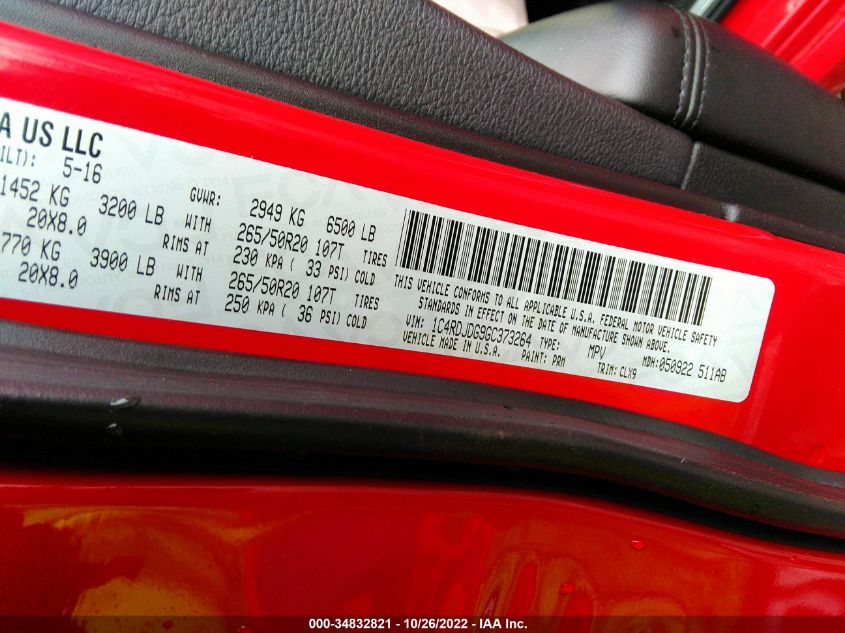 A US LLC
ILT): 5-16
1452 KG 3200 LB WITH
20X8.0 RIMS AT
770 KG 3900 LB WITH
20X8.0 RIMS AT
GVWR: 2949 KG 6500 LB
265/50R20 107T TIRES
230 KPA ( 33 PSI) COLD
265/50R20 107T TIRES
250 KPA ( 36 PSI) COLD
THIS VEHICLE CONFORMS TO ALL APPLICABLE U.S.A. FEDERAL MOTOR VEHICLE SAFETY
STANDARDS IN EFFECT ON THE DATE OF MANUFACTURE SHOWN ABOVE.
VIN: 1C4RDJDG9GC373264 TYPE: MPV MDH:050922 511AB
VEHICLE MADE IN U.S.A. PAINT: PRM TRIM: CLX9
000-34832821 - 10/26/2022 - IAA Inc.